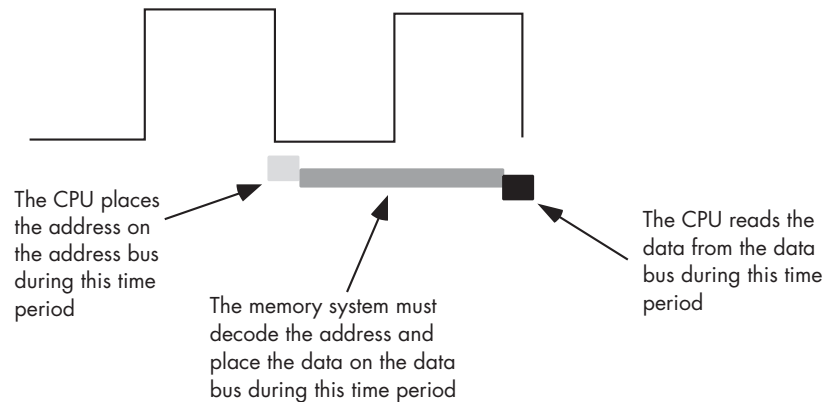 The CPU places
the address on
the address bus
during this time
period
The memory system must
decode the address and
place the data on the data
bus during this time period
The CPU reads the
data from the data
bus during this time
period